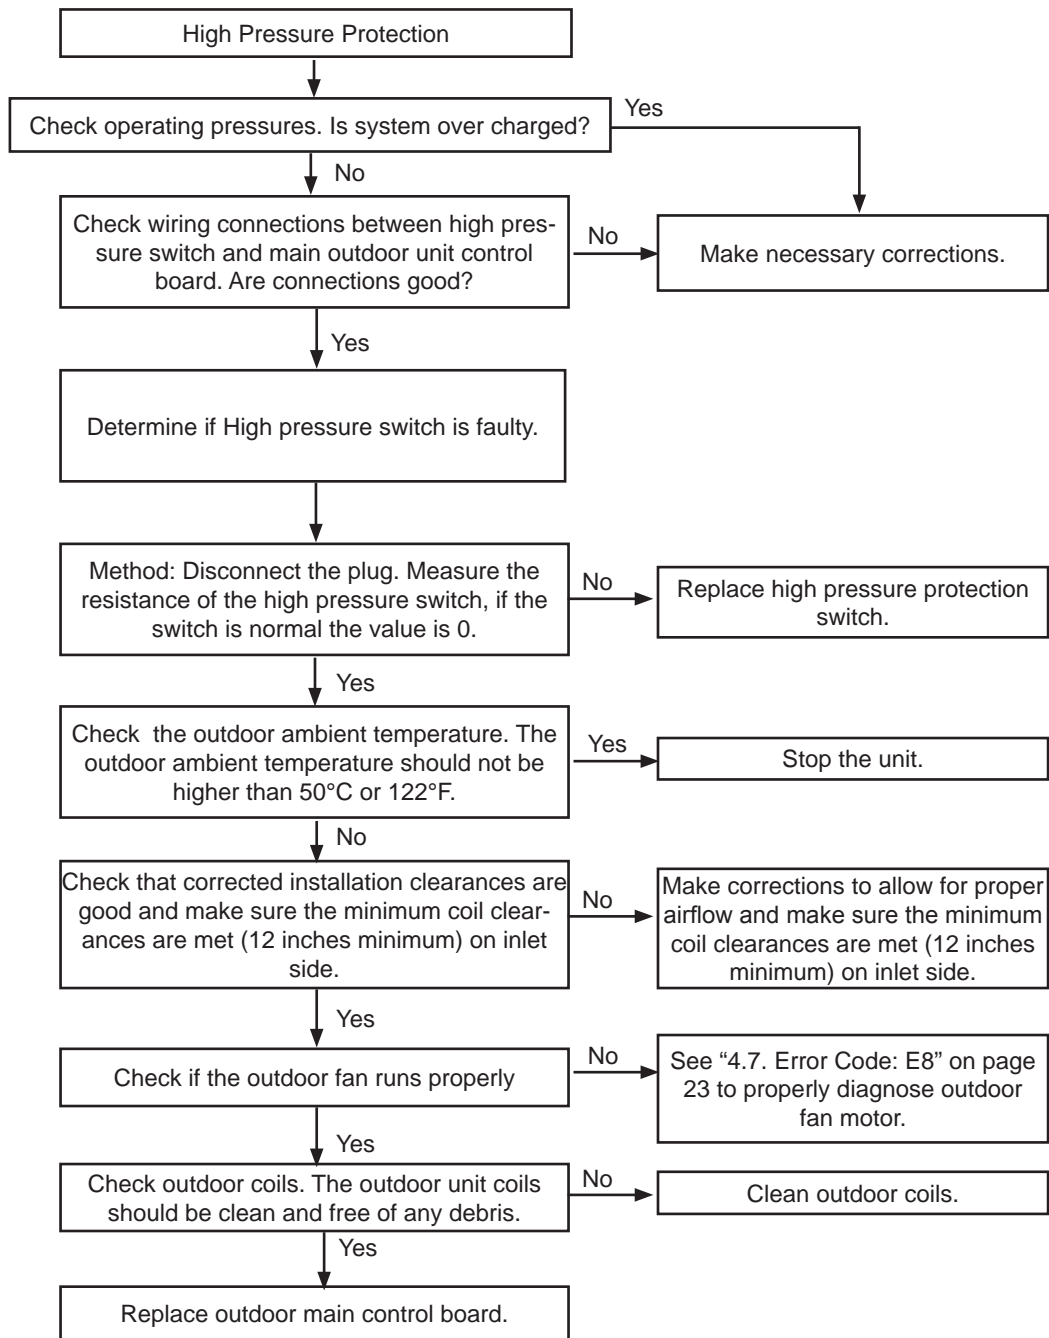 High Pressure Protection
Check operating pressures. Is system over charged?
Yes
No
Check wiring connections between high pres-
sure switch and main outdoor unit control
board. Are connections good?
No
Make necessary corrections.
Yes
Determine if High pressure switch is faulty.
Method: Disconnect the plug. Measure the
resistance of the high pressure switch, if the
switch is normal the value is 0.
No
Replace high pressure protection
switch.
Yes
Check the outdoor ambient temperature. The
outdoor ambient temperature should not be
higher than 50°C or 122°F.
Yes
Stop the unit.
No
Check that corrected installation clearances are
good and make sure the minimum coil clear-
ances are met (12 inches minimum) on inlet
side.
No
Make corrections to allow for proper
airflow and make sure the minimum
coil clearances are met (12 inches
minimum) on inlet side.
Yes
Check if the outdoor fan runs properly
No
See “4.7. Error Code: E8” on page
23 to properly diagnose outdoor
fan motor.
Yes
Check outdoor coils. The outdoor unit coils
should be clean and free of any debris.
No
Clean outdoor coils.
Yes
Replace outdoor main control board.